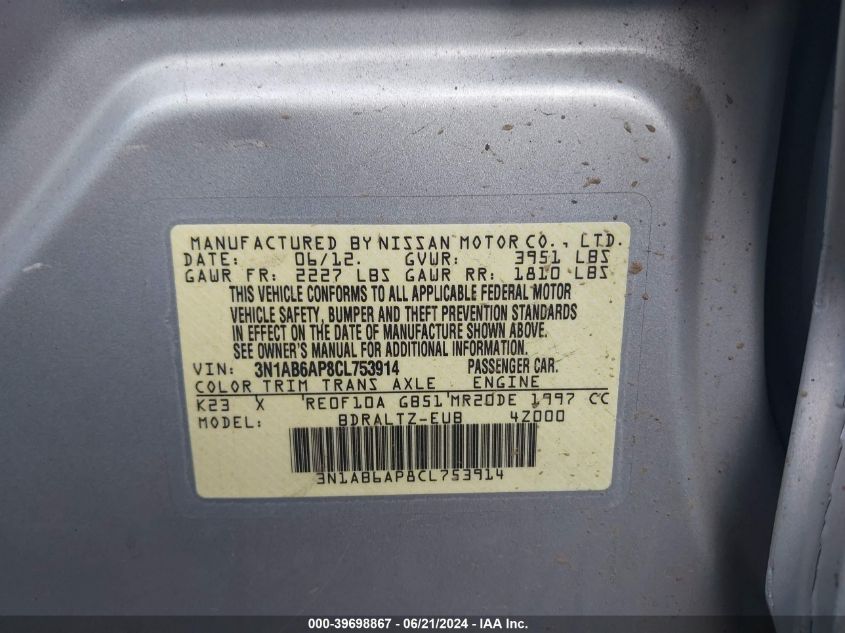 MANUFACTURED BY NISSAN MOTOR CO., LTD.
DATE: 06/12. GVWR: 3951 LBS
GAWR FR: 2227 LBS GAWR RR: 1810 LBS
THIS VEHICLE CONFORMS TO ALL APPLICABLE FEDERAL MOTOR
VEHICLE SAFETY, BUMPER AND THEFT PREVENTION STANDARDS
IN EFFECT ON THE DATE OF MANUFACTURE SHOWN ABOVE.
SEE OWNER'S MANUAL FOR ADDITIONAL INFORMATION.
VIN: 3N1AB6AP8CL753914 PASSENGER CAR.
COLOR TRIM TRANS AXLE ENGINE
K23 X RE0F10A GB51 MR20DE 1997 CC
MODEL: BDRALTZ-EUB 4Z000
3N1AB6AP8CL753914
000-39698867 - 06/21/2024 - IAA Inc.